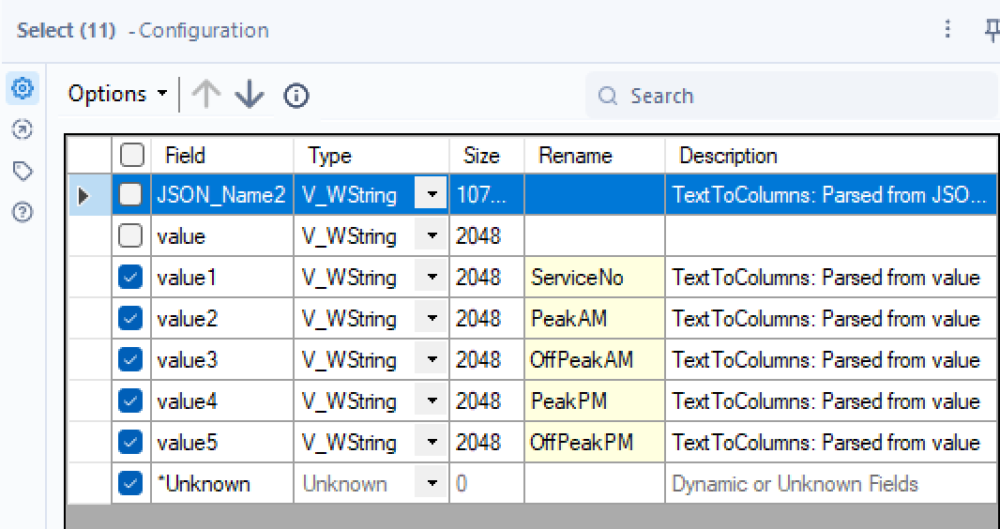 Select (11) - Configuration
Options Search
Field Type Size Rename Description
JSON_Name2 V_WString 107... TextToColumns: Parsed from JSO...
value V_WString 2048
value1 V_WString 2048 ServiceNo TextToColumns: Parsed from value
value2 V_WString 2048 PeakAM TextToColumns: Parsed from value
value3 V_WString 2048 OffPeakAM TextToColumns: Parsed from value
value4 V_WString 2048 PeakPM TextToColumns: Parsed from value
value5 V_WString 2048 OffPeakPM TextToColumns: Parsed from value
*Unknown Unknown 0 Dynamic or Unknown Fields